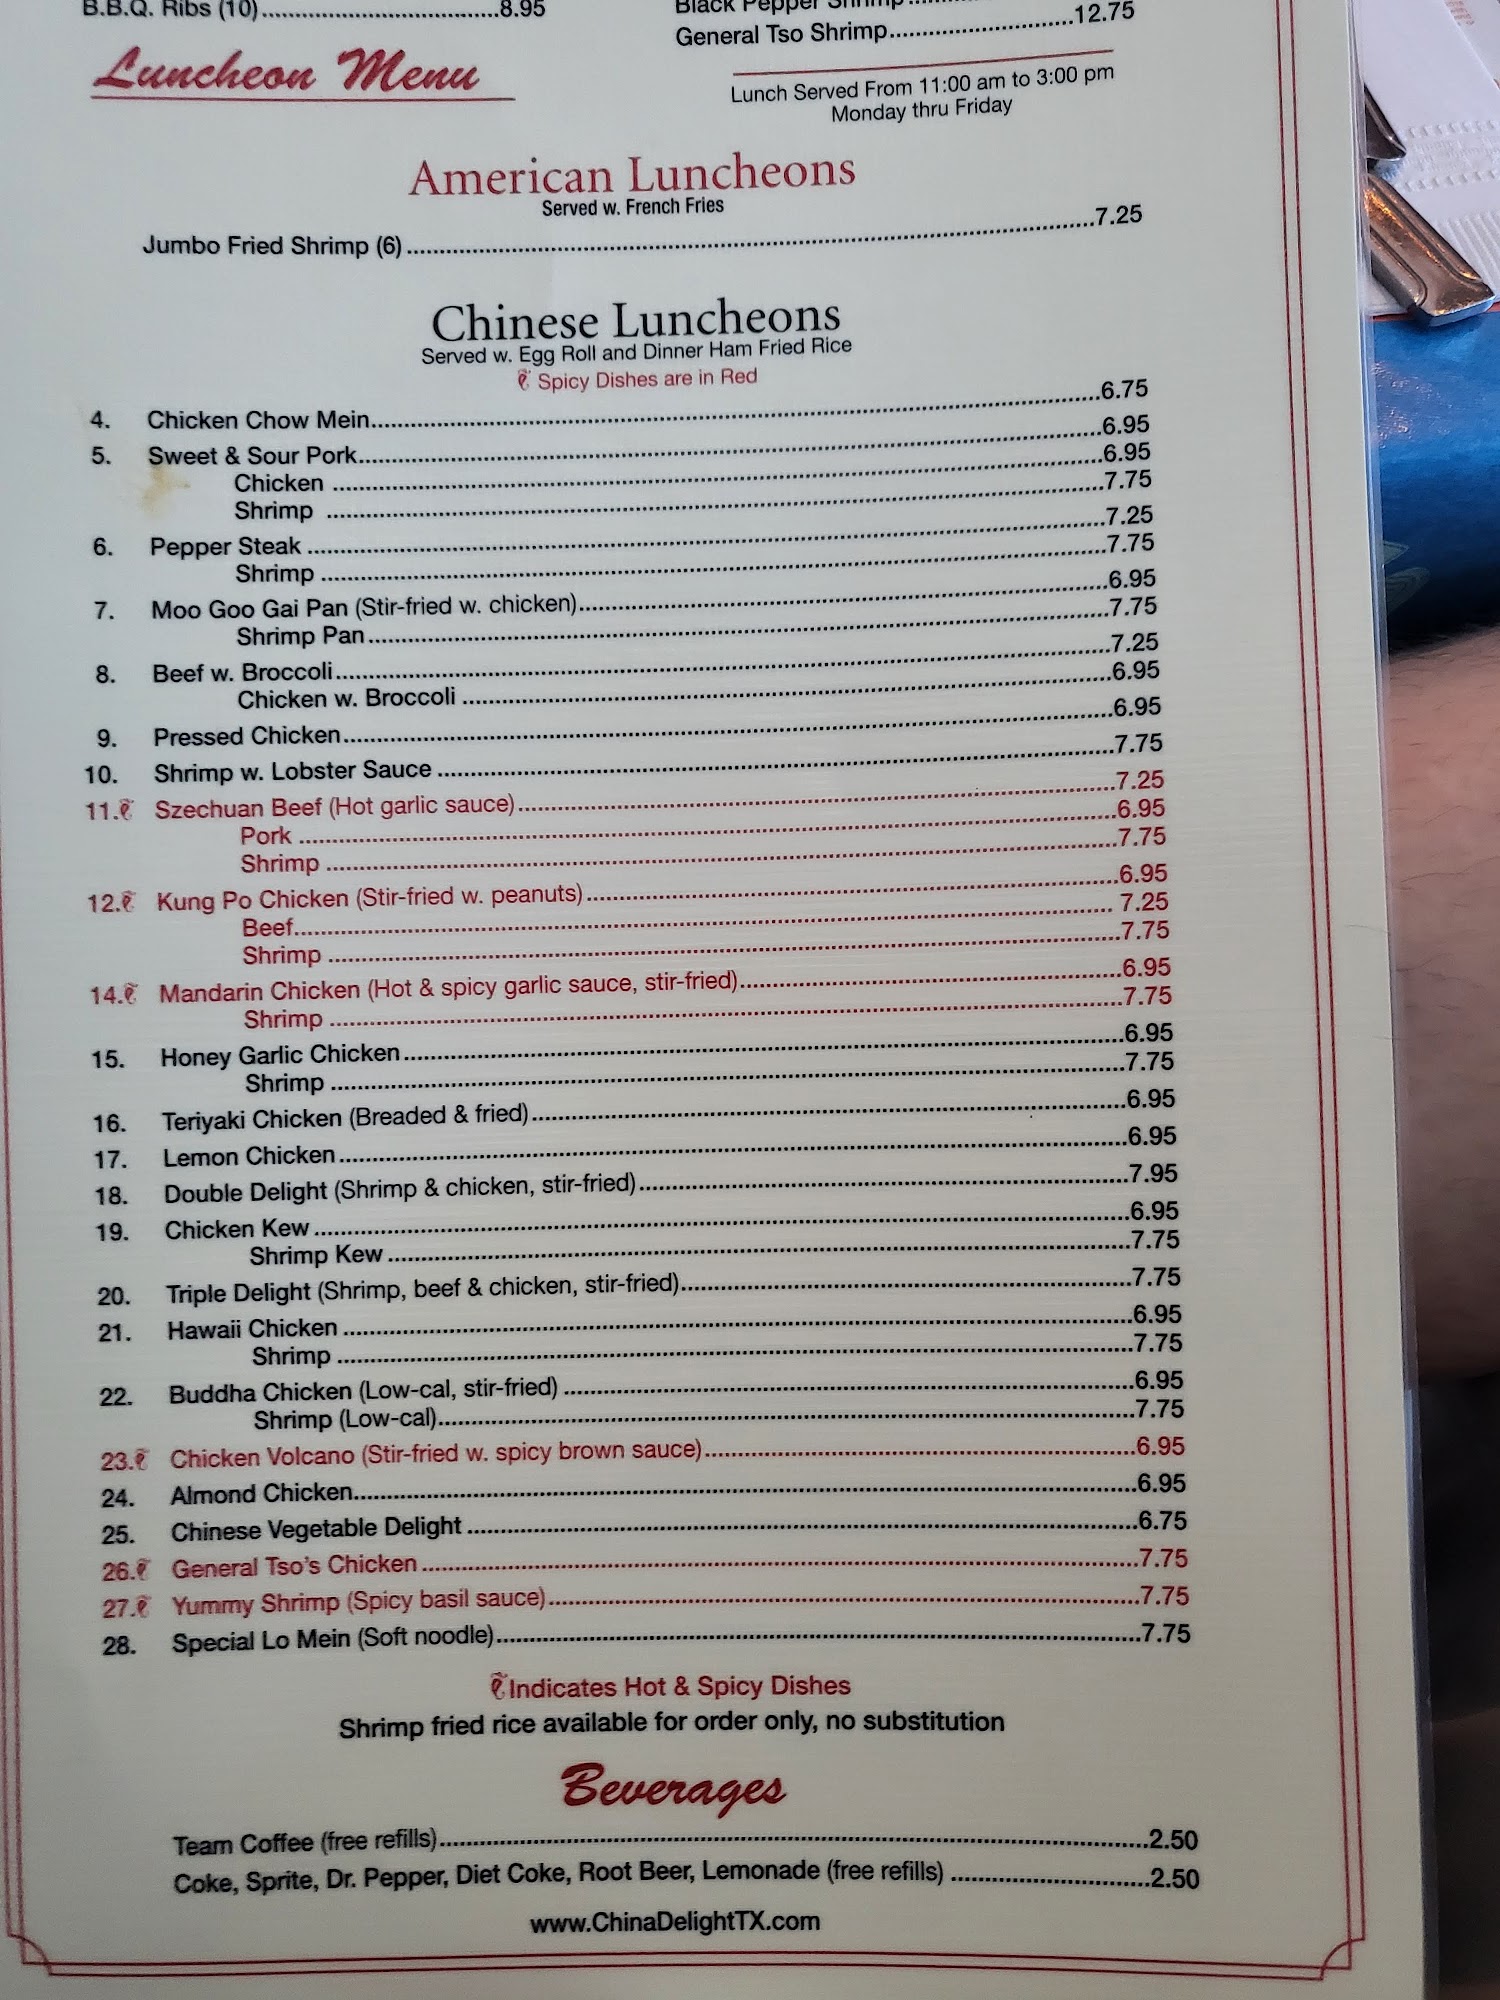 B.B.Q. Ribs (10)..........8.95
Black Pepper Shrimp..........
General Tso Shrimp..........12.75
Luncheon Menu
Lunch Served From 11:00 am to 3:00 pm
Monday thru Friday
American Luncheons
Served w. French Fries
Jumbo Fried Shrimp (6)..........7.25
Chinese Luncheons
Served w. Egg Roll and Dinner Ham Fried Rice
Spicy Dishes are in Red
4. Chicken Chow Mein..........6.75
5. Sweet & Sour Pork..........6.95
Chicken..........6.95
Shrimp..........7.75
6. Pepper Steak..........7.25
Shrimp..........7.75
7. Moo Goo Gai Pan (Stir-fried w. chicken)..........6.95
Shrimp Pan..........7.75
8. Beef w. Broccoli..........7.25
Chicken w. Broccoli..........6.95
9. Pressed Chicken..........6.95
10. Shrimp w. Lobster Sauce..........7.75
11. Szechuan Beef (Hot garlic sauce)..........7.25
Pork..........6.95
Shrimp..........7.75
12. Kung Po Chicken (Stir-fried w. peanuts)..........6.95
Beef..........7.25
Shrimp..........7.75
14. Mandarin Chicken (Hot & spicy garlic sauce, stir-fried)..........6.95
Shrimp..........7.75
15. Honey Garlic Chicken..........6.95
Shrimp..........7.75
16. Teriyaki Chicken (Breaded & fried)..........6.95
17. Lemon Chicken..........6.95
18. Double Delight (Shrimp & chicken, stir-fried)..........7.95
19. Chicken Kew..........6.95
Shrimp Kew..........7.75
20. Triple Delight (Shrimp, beef & chicken, stir-fried)..........7.75
21. Hawaii Chicken..........6.95
Shrimp..........7.75
22. Buddha Chicken (Low-cal, stir-fried)..........6.95
Shrimp (Low-cal)..........7.75
23. Chicken Volcano (Stir-fried w. spicy brown sauce)..........6.95
24. Almond Chicken..........6.95
25. Chinese Vegetable Delight..........6.75
26. General Tso's Chicken..........7.75
27. Yummy Shrimp (Spicy basil sauce)..........7.75
28. Special Lo Mein (Soft noodle)..........7.75
Indicates Hot & Spicy Dishes
Shrimp fried rice available for order only, no substitution
Beverages
Team Coffee (free refills)..........2.50
Coke, Sprite, Dr. Pepper, Diet Coke, Root Beer, Lemonade (free refills)..........2.50
www.ChinaDelightTX.com